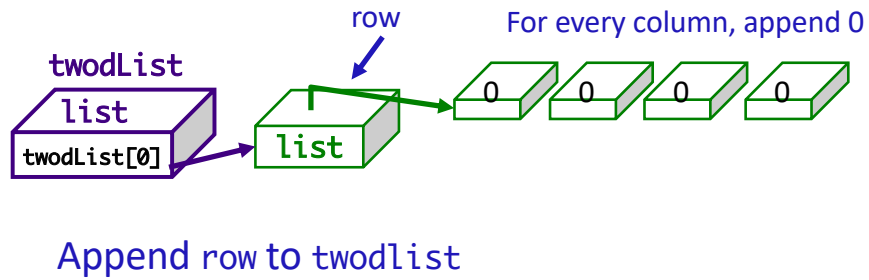 row
For every column, append 0
twodList
list
0 0 0 0
twodList[0]
list
Append row to twodlist